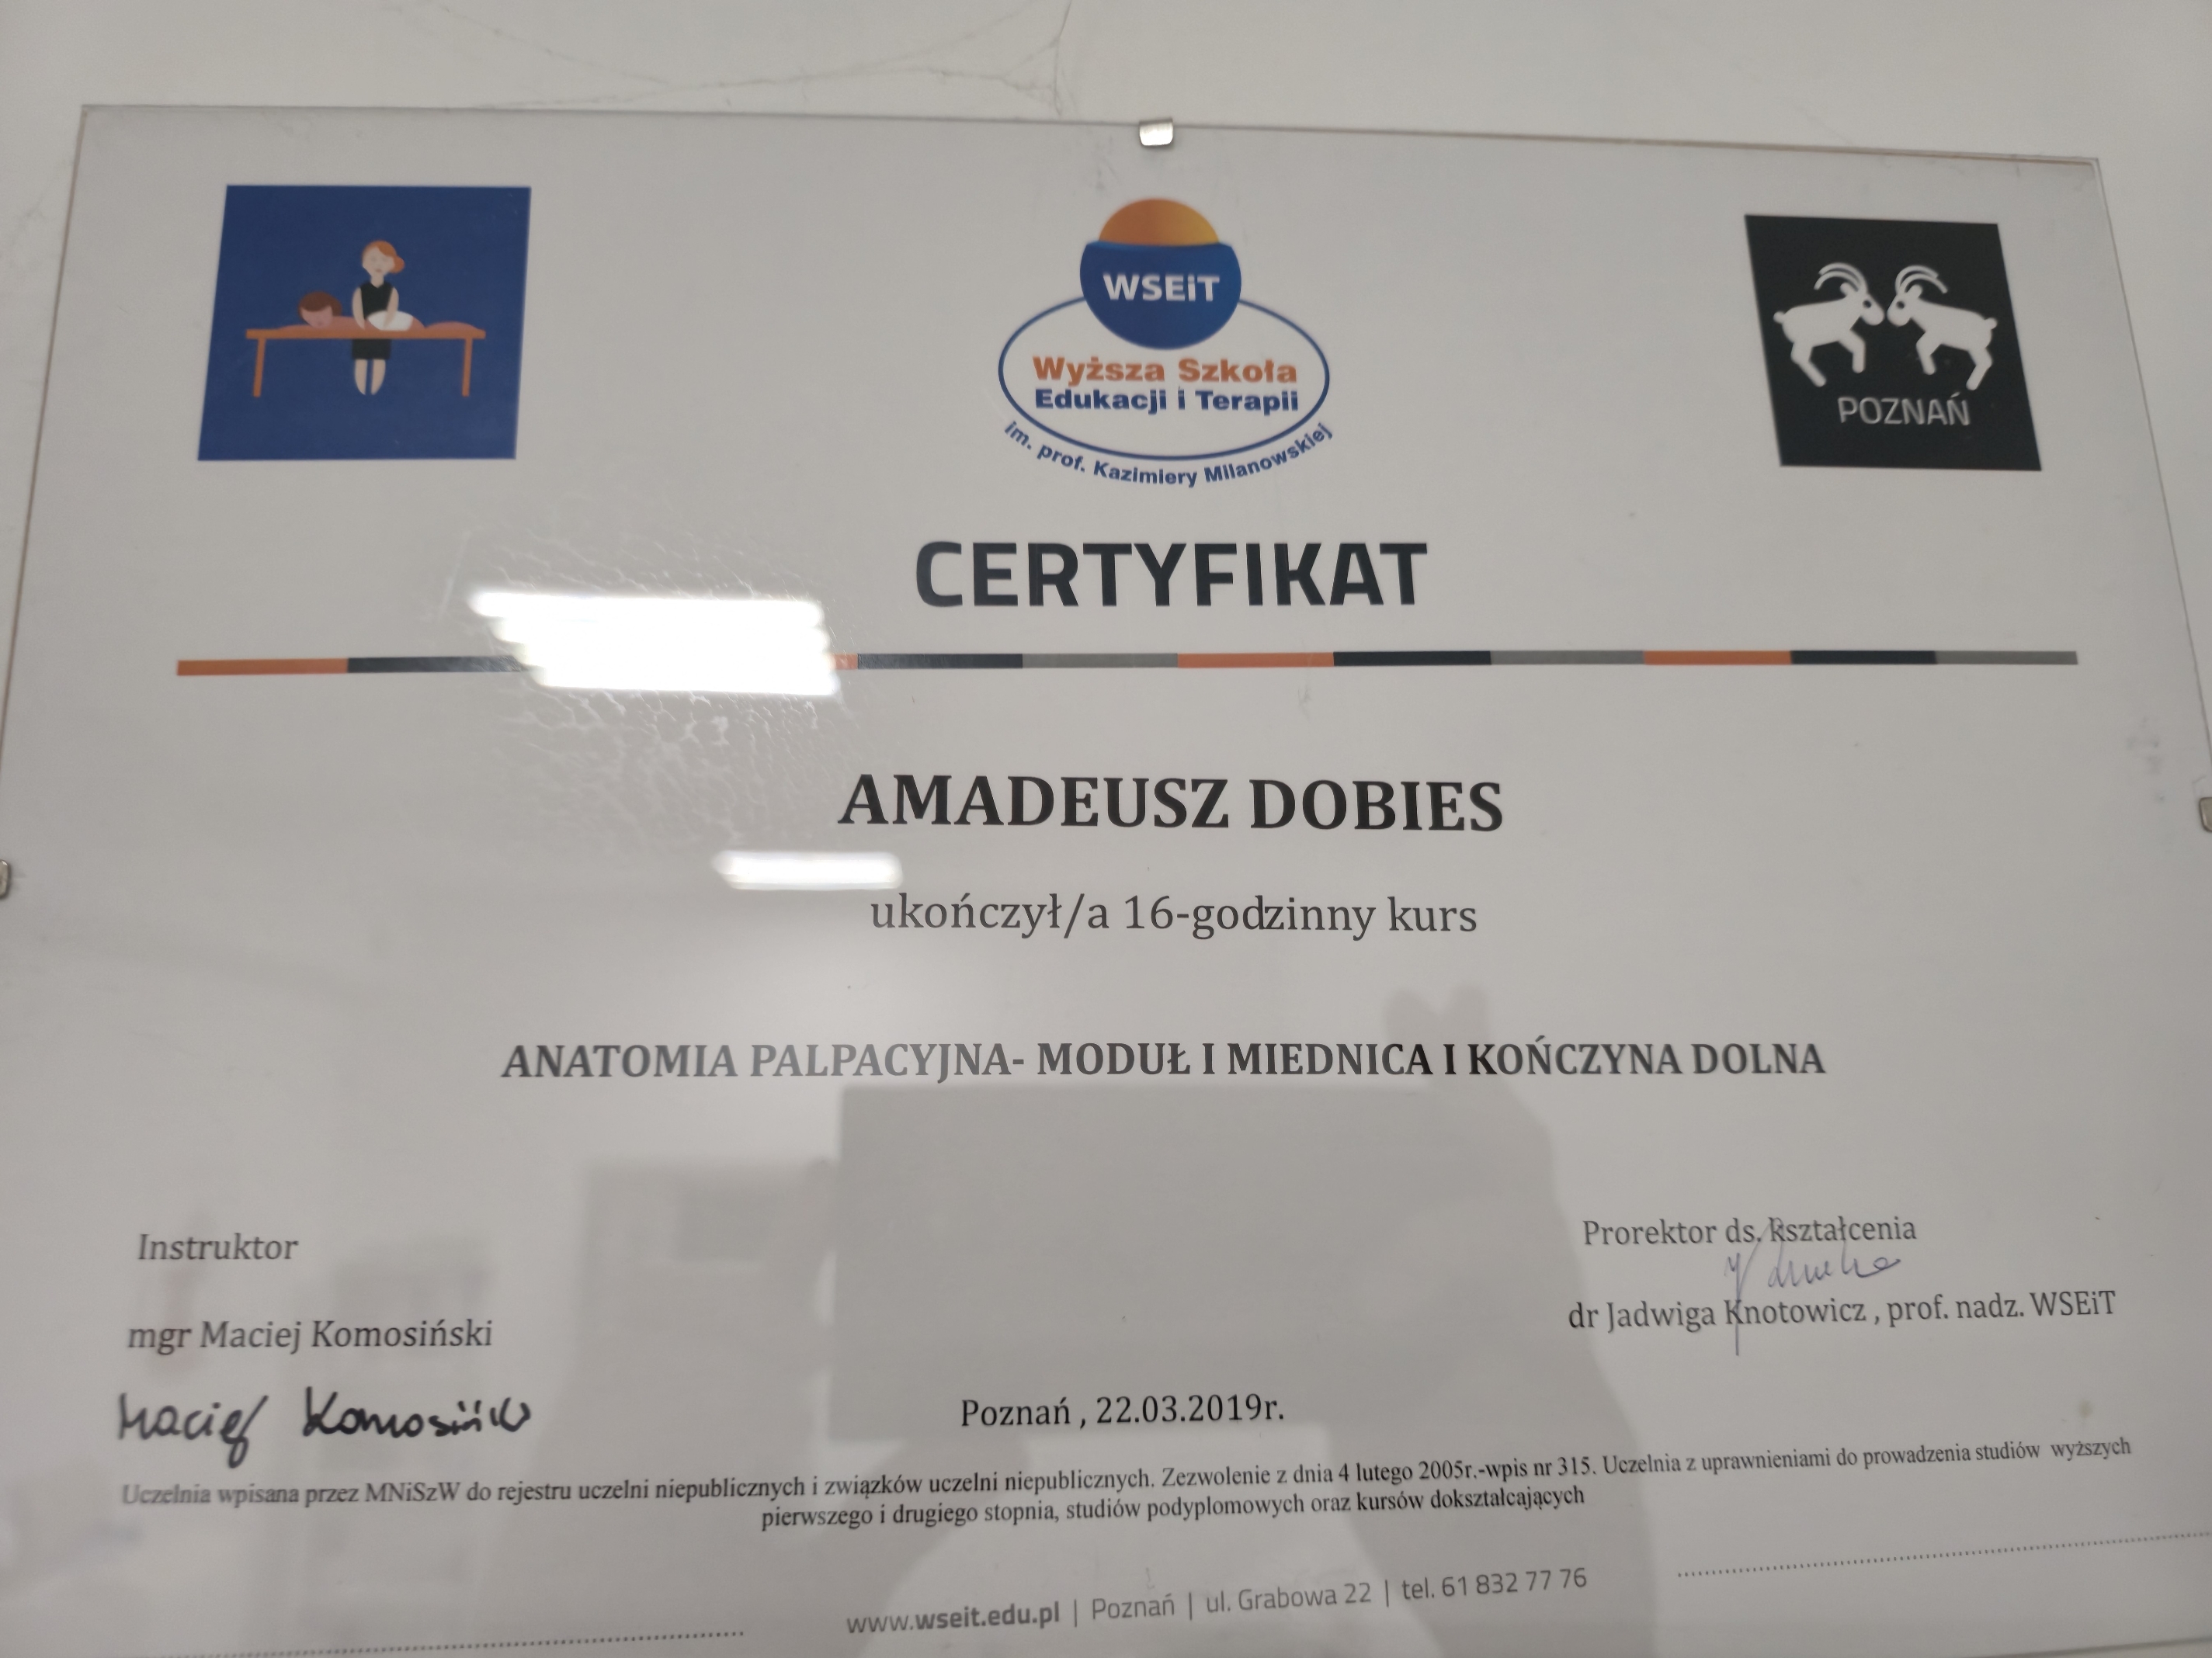 WSEiT
Wyższa Szkoła
Edukacji i Terapii
im. prof. Kazimiery Milanowskiej
POZNAŃ
CERTYFIKAT
AMADEUSZ DOBIES
ukończył/a 16-godzinny kurs
ANATOMIA PALPACYJNA- MODUŁ I MIEDNICA I KOŃCZYNA DOLNA
Instruktor
mgr Maciej Komosiński
Maciej Komosiński
Prorektor ds. kształcenia
dr Jadwiga Knotowicz , prof. nadz. WSEiT
Poznań , 22.03.2019r.
Uczelnia wpisana przez MNiSzW do rejestru uczelni niepublicznych i związków uczelni niepublicznych. Zezwolenie z dnia 4 lutego 2005r.-wpis nr 315. Uczelnia z uprawnieniami do prowadzenia studiów wyższych
pierwszego i drugiego stopnia, studiów podyplomowych oraz kursów dokształcających
www.wseit.edu.pl | Poznań | ul. Grabowa 22 | tel. 61 832 77 76